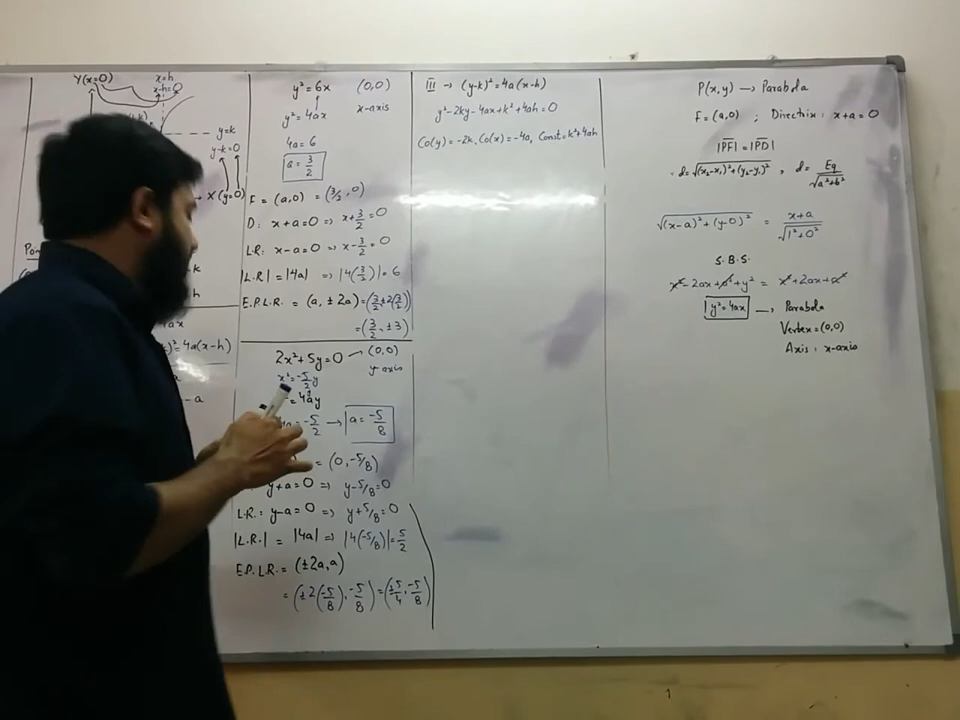 Y(x=0)
x=h
x-h=0
y=k
y-k=0
X(y=0)
-k
h
4a(x-h)
-a
y²=6x (0,0)
y²=4ax x-axis
4a=6
a=3/2
F=(a,0)=(3/2,0)
D: x+a=0 => x+3/2=0
L.R: x-a=0 => x-3/2=0
|L.R|=|4a| => |4(3/2)|=6
E.P.L.R.=(a,±2a)=(3/2,±2(3/2))
=(3/2,±3)
2x²+5y=0 (0,0)
x²=-5/2y y-axis
=4ay
=-5/2 → a=-5/8
=(0,-5/8)
y+a=0 => y-5/8=0
L.R: y-a=0 => y+5/8=0
|L.R.|=|4a| => |4(-5/8)|=5/2
E.P.L.R.=(±2a,a)
=(±2(-5/8),-5/8)=(±5/4,-5/8)
III → (y-k)²=4a(x-h)
y²-2ky-4ax+k²+4ah=0
Co(y)=-2k, Co(x)=-4a, Const=k²+4ah
P(x,y) → Parabola
F=(a,0) ; Directrix: x+a=0
|PF|=|PD|
d=√(x₂-x₁)²+(y₂-y₁)², d=Eq/√a²+b²
√(x-a)²+(y-0)² = x+a/√1²+0²
S.B.S.
x²-2ax+a²+y² = x²+2ax+a²
y²=4ax → Parabola
Vertex=(0,0)
Axis: x-axis